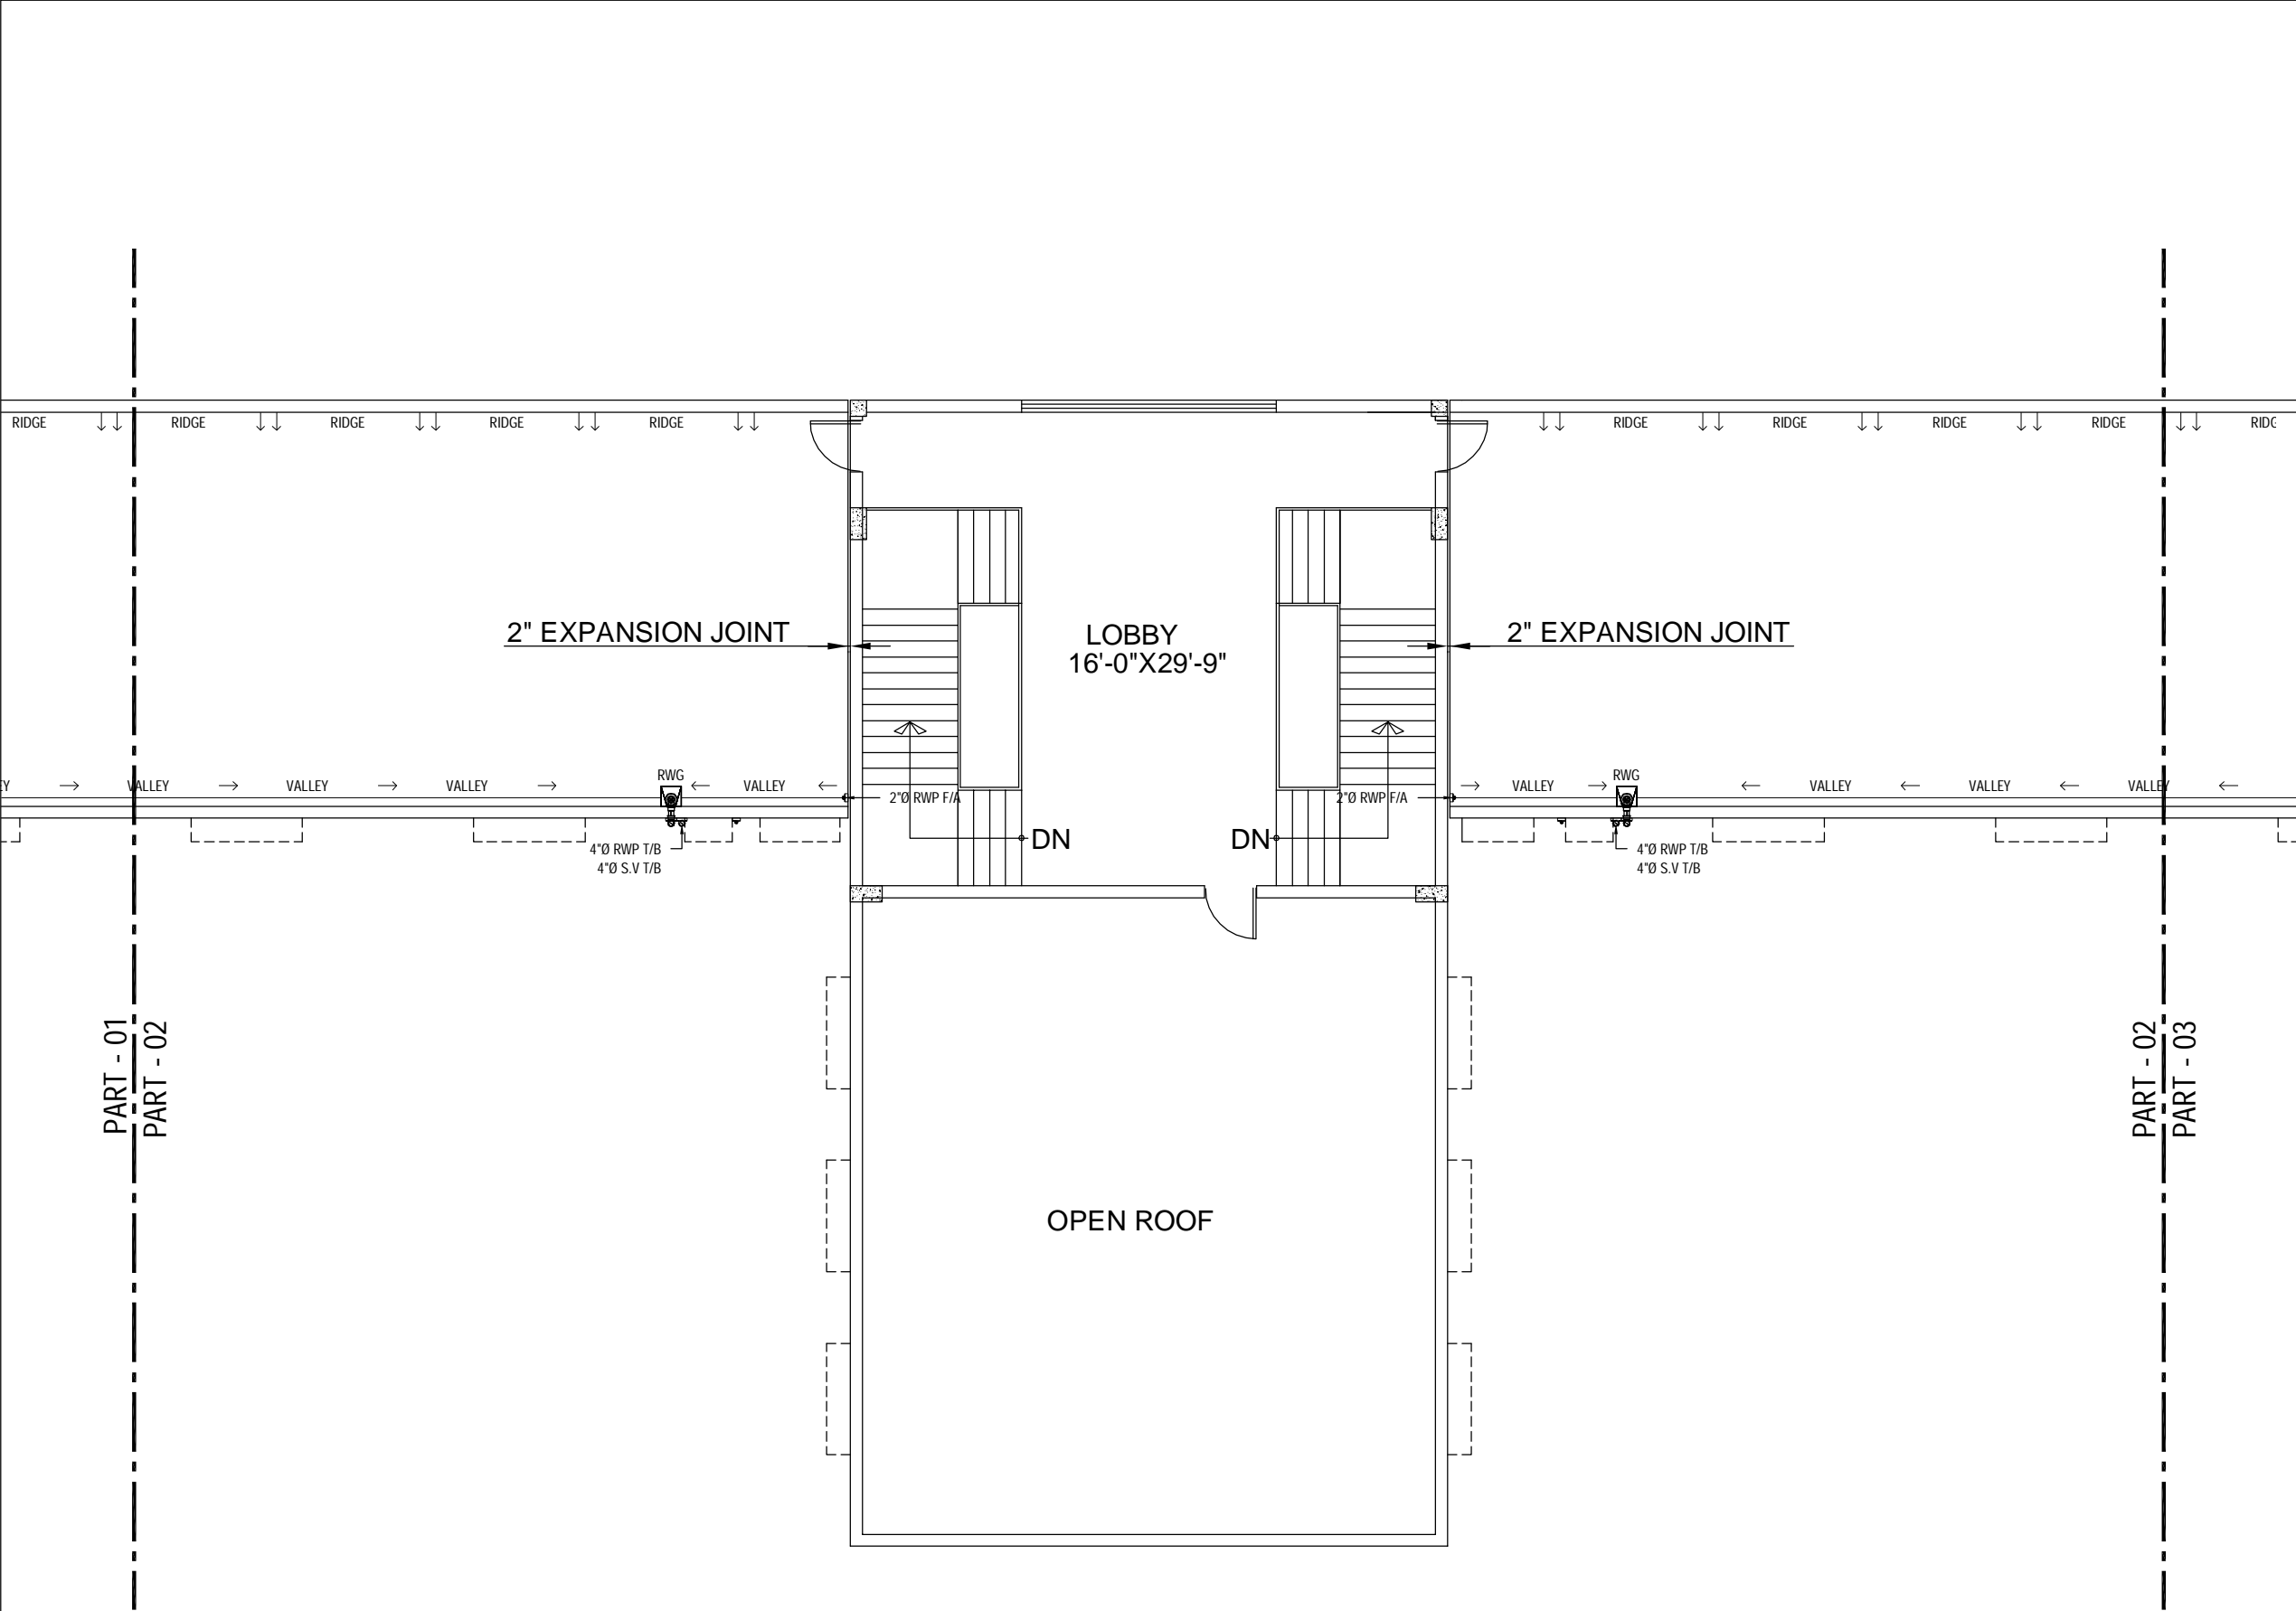 RIDGE
RIDGE
RIDGE
RIDGE
RIDGE
RIDGE
RIDGE
RIDGE
RIDGE
RIDG
2" EXPANSION JOINT
LOBBY
16'-0"X29'-9"
2" EXPANSION JOINT
EY
VALLEY
VALLEY
VALLEY
RWG
VALLEY
2"Ø RWP F/A
2"Ø RWP F/A
VALLEY
RWG
VALLEY
VALLEY
VALLEY
4"Ø RWP T/B
4"Ø S.V T/B
DN
DN
4"Ø RWP T/B
4"Ø S.V T/B
PART - 01
PART - 02
PART - 02
PART - 03
OPEN ROOF